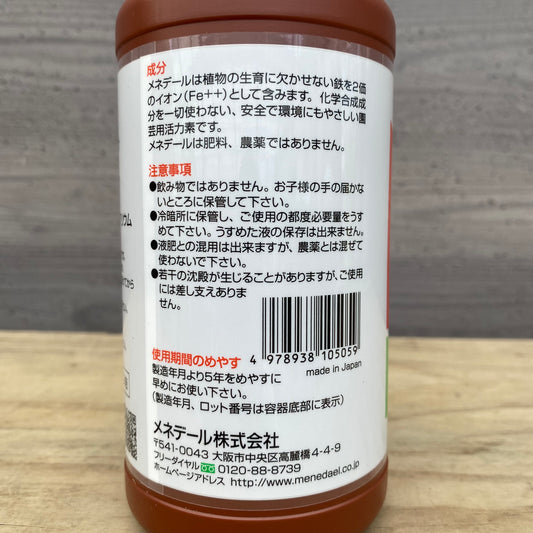 成分
メネデールは植物の生育に欠かせない鉄を2価
のイオン(Fe++)として含みます。化学合成成
分を一切使わない、安全で環境にもやさしい園
芸用活力素です。
メネデールは肥料、農薬ではありません。
注意事項
●飲み物ではありません。お子様の手の届かな
いところに保管して下さい。
●冷暗所に保管し、ご使用の都度必要量をうす
めて下さい。うすめた液の保存は出来ません。
●液肥との混用は出来ますが、農薬とは混ぜて
使わないで下さい。
●若干の沈殿が生じることがありますが、ご使用
には差し支えありま
せん。
4 978938 105059
made in Japan
使用期間のめやす
製造年月より5年をめやすに
早めにお使い下さい。
(製造年月、ロット番号は容器底部に表示)
メネデール株式会社
〒541-0043 大阪市中央区高麗橋4-4-9
フリーダイヤル 0120-88-8739
ホームページアドレス http://www.menedael.co.jp
リウム
てから